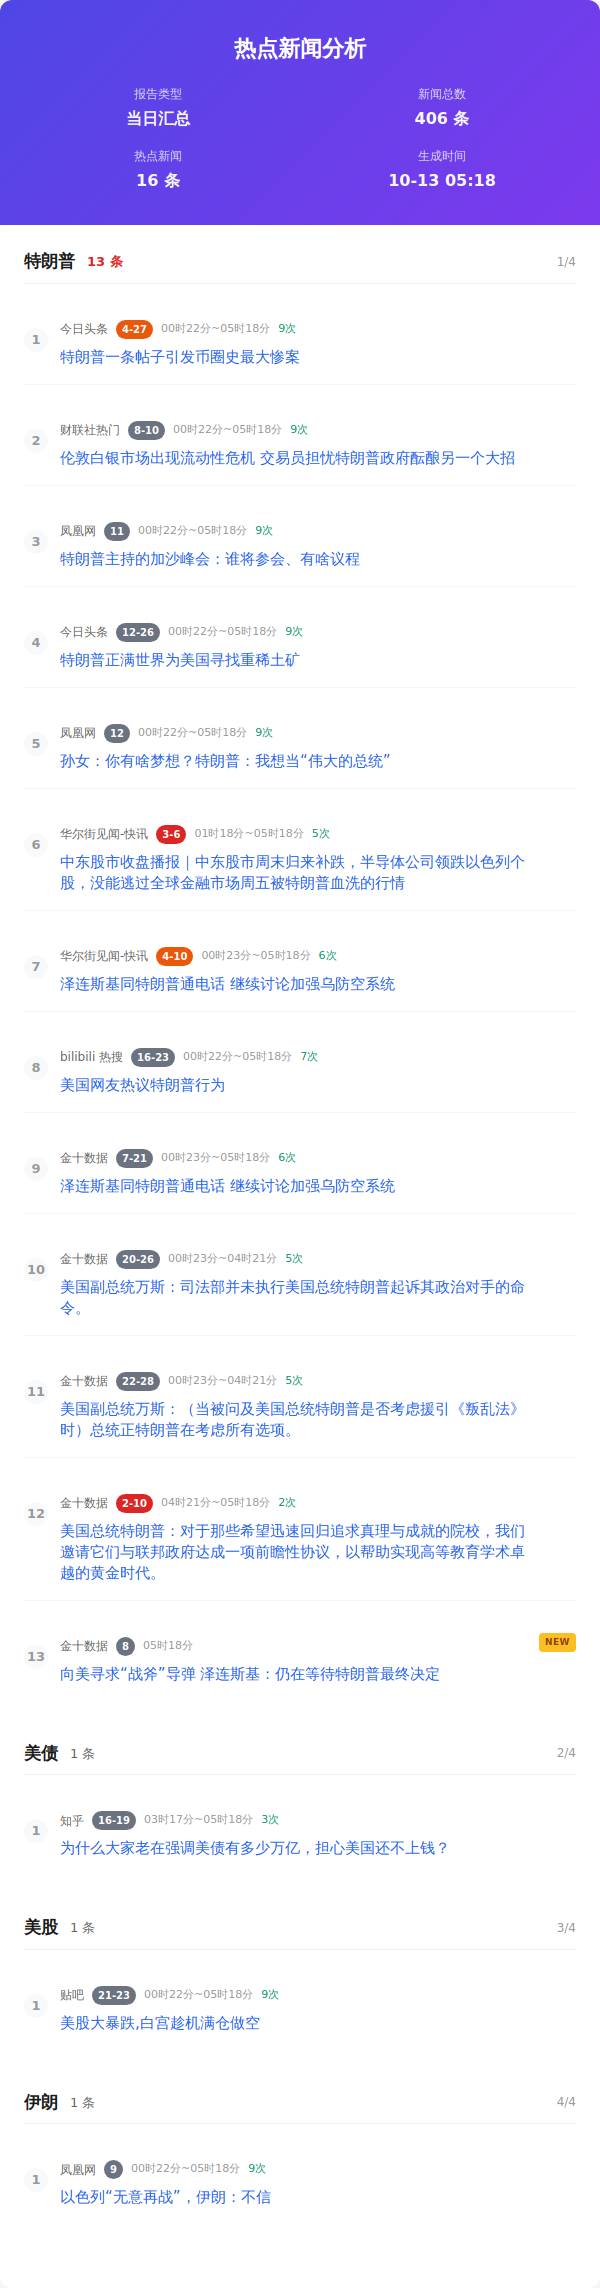 热点新闻分析
报告类型
新闻总数
当日汇总
406 条
热点新闻
生成时间
16 条
10-13 05:18
特朗普 13 条 1/4
1
今日头条 4-27 00时22分~05时18分 9次
特朗普一条帖子引发币圈史最大惨案
2
财联社热门 8-10 00时22分~05时18分 9次
伦敦白银市场出现流动性危机 交易员担忧特朗普政府酝酿另一个大招
3
凤凰网 11 00时22分~05时18分 9次
特朗普主持的加沙峰会：谁将参会、有啥议程
4
今日头条 12-26 00时22分~05时18分 9次
特朗普正满世界为美国寻找重稀土矿
5
凤凰网 12 00时22分~05时18分 9次
孙女：你有啥梦想？特朗普：我想当“伟大的总统”
6
华尔街见闻-快讯 3-6 01时18分~05时18分 5次
中东股市收盘播报｜中东股市周末归来补跌，半导体公司领跌以色列个
股，没能逃过全球金融市场周五被特朗普血洗的行情
7
华尔街见闻-快讯 4-10 00时23分~05时18分 6次
泽连斯基同特朗普通电话 继续讨论加强乌防空系统
8
bilibili 热搜 16-23 00时22分~05时18分 7次
美国网友热议特朗普行为
9
金十数据 7-21 00时23分~05时18分 6次
泽连斯基同特朗普通电话 继续讨论加强乌防空系统
10
金十数据 20-26 00时23分~04时21分 5次
美国副总统万斯：司法部并未执行美国总统特朗普起诉其政治对手的命
令。
11
金十数据 22-28 00时23分~04时21分 5次
美国副总统万斯：（当被问及美国总统特朗普是否考虑援引《叛乱法》
时）总统正特朗普在考虑所有选项。
12
金十数据 2-10 04时21分~05时18分 2次
美国总统特朗普：对于那些希望迅速回归追求真理与成就的院校，我们
邀请它们与联邦政府达成一项前瞻性协议，以帮助实现高等教育学术卓
越的黄金时代。
13
金十数据 8 05时18分 NEW
向美寻求“战斧”导弹 泽连斯基：仍在等待特朗普最终决定
美债 1 条 2/4
1
知乎 16-19 03时17分~05时18分 3次
为什么大家老在强调美债有多少万亿，担心美国还不上钱？
美股 1 条 3/4
1
贴吧 21-23 00时22分~05时18分 9次
美股大暴跌,白宫趁机满仓做空
伊朗 1 条 4/4
1
凤凰网 9 00时22分~05时18分 9次
以色列“无意再战”，伊朗：不信